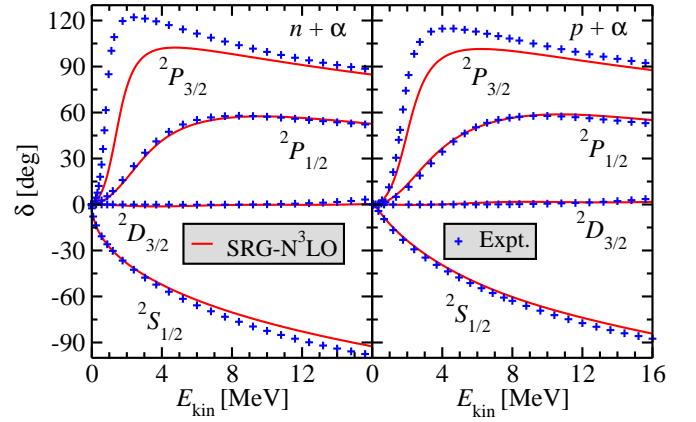 n + α
p + α
120
90
60
30
0
-30
-60
-90
δ [deg]
²P₃/₂
²P₁/₂
²D₃/₂
SRG-N³LO
²S₁/₂
²P₃/₂
²P₁/₂
²D₃/₂
Expt.
²S₁/₂
0 4 8 12
0 4 8 12 16
E_kin [MeV]
E_kin [MeV]